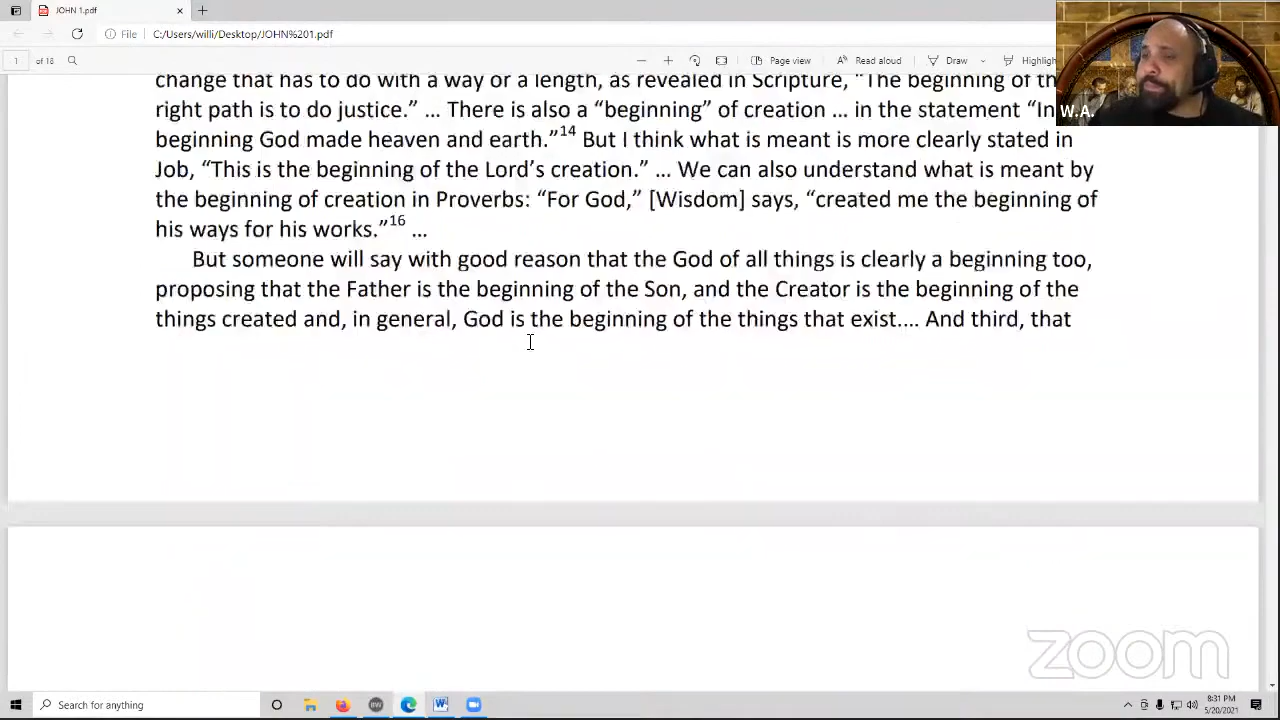 JOHN 1.pdf
File C:/Users/willi/Desktop/JOHN%201.pdf
1 of 18 Page view Read aloud Draw Highlight
change that has to do with a way or a length, as revealed in Scripture, “The beginning of
right path is to do justice.” … There is also a “beginning” of creation … in the statement “In
beginning God made heaven and earth.”14 But I think what is meant is more clearly stated in
Job, “This is the beginning of the Lord’s creation.” … We can also understand what is meant by
the beginning of creation in Proverbs: “For God,” [Wisdom] says, “created me the beginning of
his ways for his works.”16 …
But someone will say with good reason that the God of all things is clearly a beginning too,
proposing that the Father is the beginning of the Son, and the Creator is the beginning of the
things created and, in general, God is the beginning of the things that exist.… And third, that
W.A.
zoom
Search for anything
8:31 PM
5/20/2021